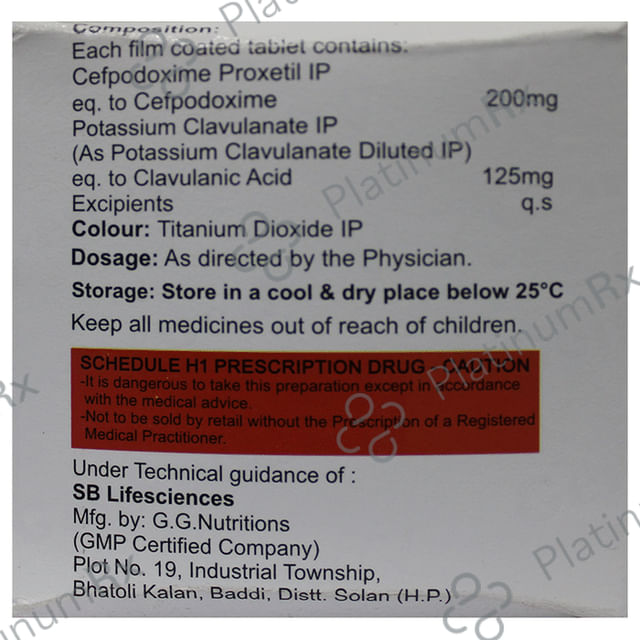 Composition:
Each film coated tablet contains:
Cefpodoxime Proxetil IP
eq. to Cefpodoxime 200mg
Potassium Clavulanate IP
(As Potassium Clavulanate Diluted IP)
eq. to Clavulanic Acid 125mg
Excipients q.s
Colour: Titanium Dioxide IP
Dosage: As directed by the Physician.
Storage: Store in a cool & dry place below 25°C
Keep all medicines out of reach of children.
SCHEDULE H1 PRESCRIPTION DRUG - CAUTION
-It is dangerous to take this preparation except in accordance
with the medical advice.
-Not to be sold by retail without the Prescription of a Registered
Medical Practitioner.
Under Technical guidance of :
SB Lifesciences
Mfg. by: G.G.Nutritions
(GMP Certified Company)
Plot No. 19, Industrial Township,
Bhatoli Kalan, Baddi, Distt. Solan (H.P.)
PlatinumRx
PlatinumRx